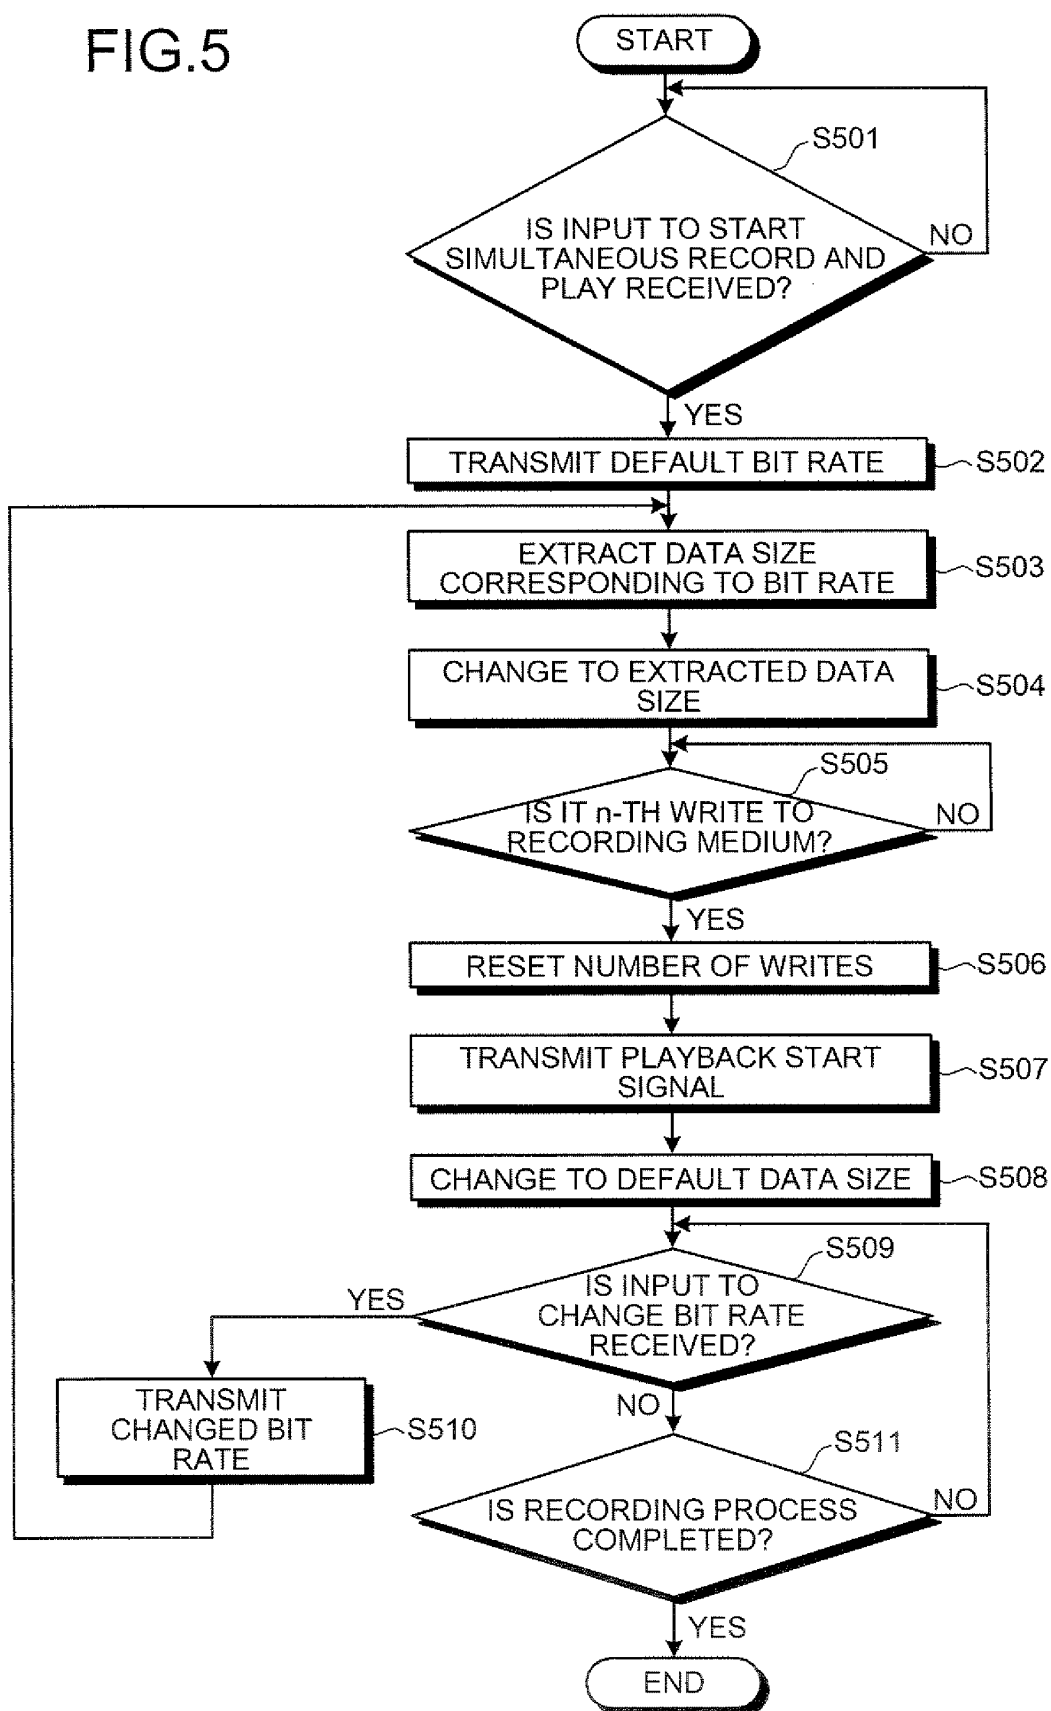 FIG.5
START
S501
IS INPUT TO START
SIMULTANEOUS RECORD AND
PLAY RECEIVED?
NO
YES
TRANSMIT DEFAULT BIT RATE
S502
EXTRACT DATA SIZE
CORRESPONDING TO BIT RATE
S503
CHANGE TO EXTRACTED DATA
SIZE
S504
S505
IS IT n-TH WRITE TO
RECORDING MEDIUM?
NO
YES
RESET NUMBER OF WRITES
S506
TRANSMIT PLAYBACK START
SIGNAL
S507
CHANGE TO DEFAULT DATA SIZE
S508
S509
IS INPUT TO
CHANGE BIT RATE
RECEIVED?
YES
NO
TRANSMIT
CHANGED BIT
RATE
S510
S511
IS RECORDING PROCESS
COMPLETED?
NO
YES
END